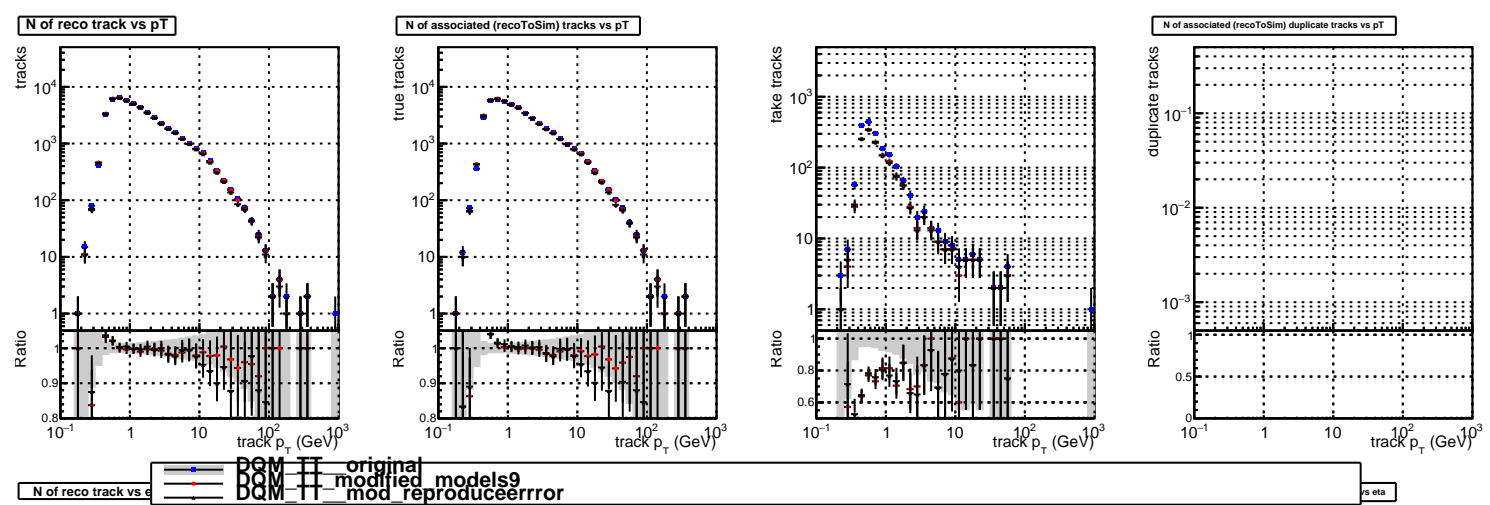 N of reco track vs pT
N of associated (recoToSim) tracks vs pT
N of associated (recoToSim) duplicate tracks vs pT
tracks
10⁴
10³
10²
10
1
Ratio
1
0.9
0.8
10⁻¹ 1 10 10² 10³
track p_T (GeV)
true tracks
10⁴
10³
10²
10
1
Ratio
1
0.9
0.8
10⁻¹ 1 10 10² 10³
track p_T (GeV)
fake tracks
10³
10²
10
1
Ratio
1
0.8
0.6
10⁻¹ 1 10 10² 10³
track p_T (GeV)
duplicate tracks
10⁻¹
10⁻²
10⁻³
Ratio
1
0.5
0
10⁻¹ 1 10 10² 10³
track p_T (GeV)
DQM_TT__original
DQM_TT__modified_models9
DQM_TT__mod_reproduceerrror
N of reco track vs e
vs eta